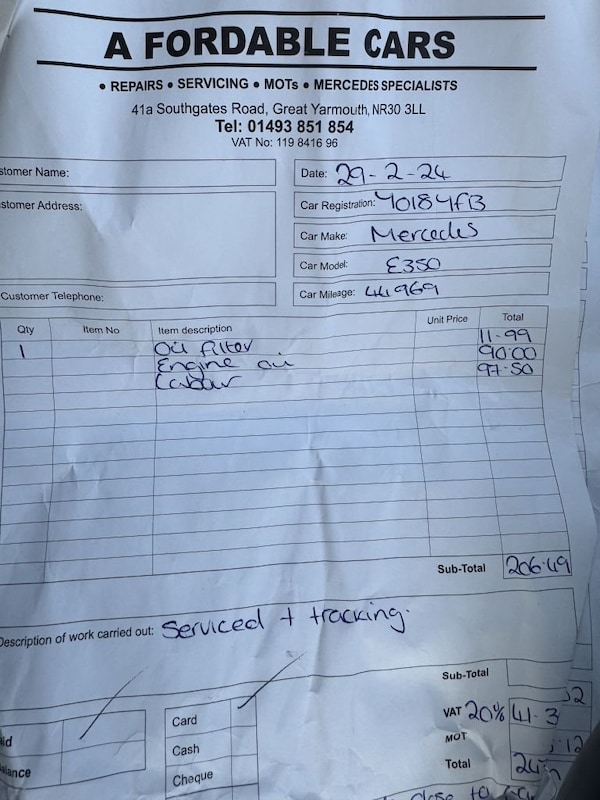 A FORDABLE CARS
• REPAIRS • SERVICING • MOTs • MERCEDES SPECIALISTS
41a Southgates Road, Great Yarmouth, NR30 3LL
Tel: 01493 851 854
VAT No: 119 8416 96
stomer Name:
Date: 29-2-24
stomer Address:
Car Registration:
Car Make: Mercedes
Car Model: E350
Customer Telephone:
Car Mileage: 44969
Qty Item No Item description Unit Price Total
1 Oil Filter 11-99
Engine oil 90.00
Labour
Sub-Total 206.49
Description of work carried out: Serviced + tracking.
Sub-Total
Card
VAT 20% 41.3
Cash
MOT
Total
alance
Cheque
to